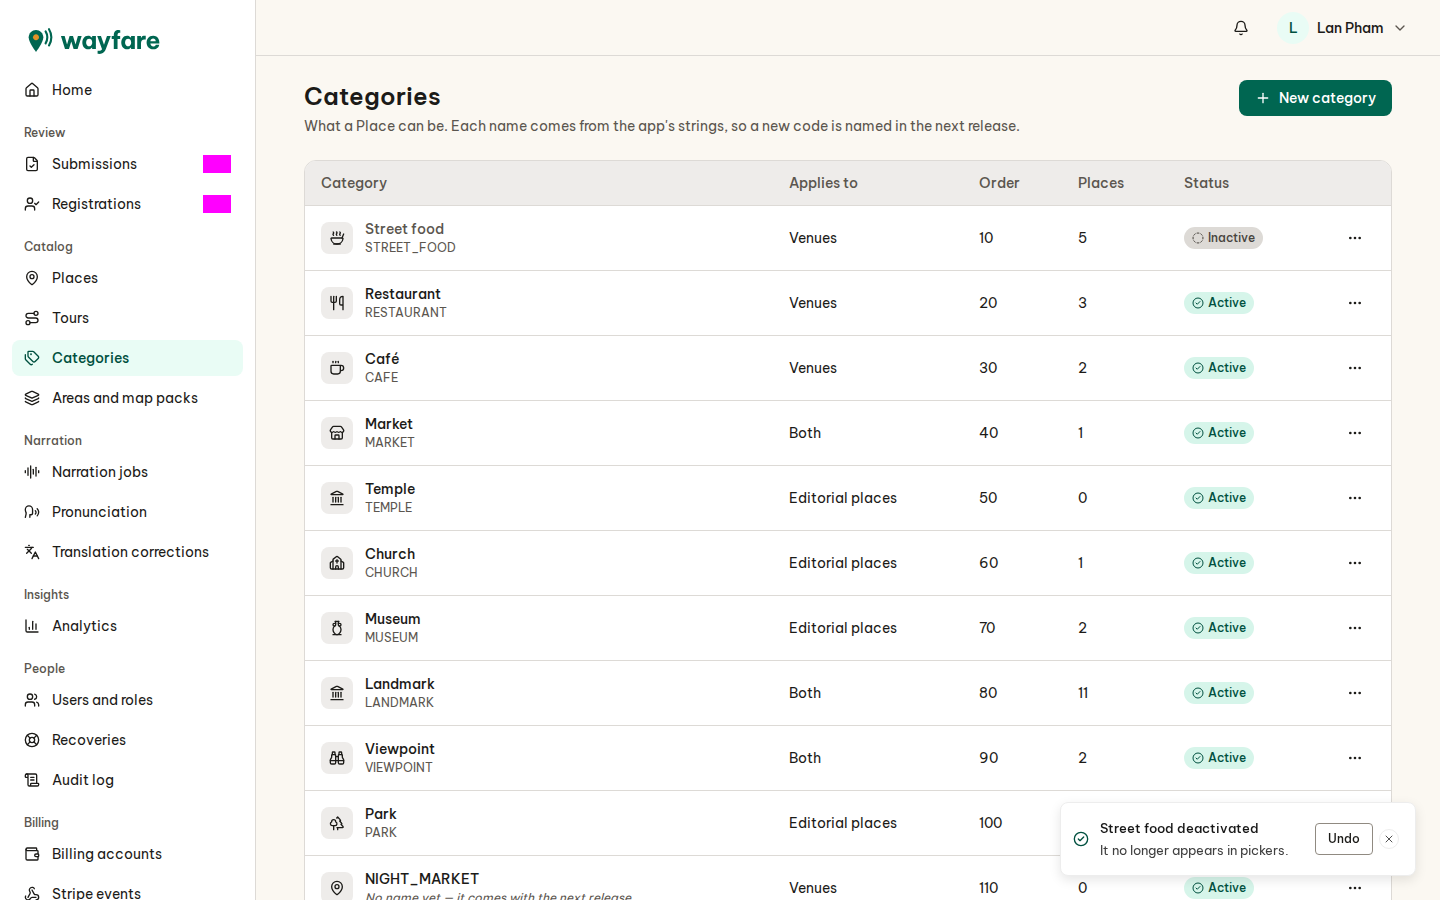 wayfare
Home
Review
Submissions
Registrations
Catalog
Places
Tours
Categories
Areas and map packs
Narration
Narration jobs
Pronunciation
Translation corrections
Insights
Analytics
People
Users and roles
Recoveries
Audit log
Billing
Billing accounts
Stripe events
L Lan Pham
Categories
What a Place can be. Each name comes from the app's strings, so a new code is named in the next release.
New category
Category Applies to Order Places Status
Street food
STREET_FOOD
Venues 10 5 Inactive
Restaurant
RESTAURANT
Venues 20 3 Active
Café
CAFE
Venues 30 2 Active
Market
MARKET
Both 40 1 Active
Temple
TEMPLE
Editorial places 50 0 Active
Church
CHURCH
Editorial places 60 1 Active
Museum
MUSEUM
Editorial places 70 2 Active
Landmark
LANDMARK
Both 80 11 Active
Viewpoint
VIEWPOINT
Both 90 2 Active
Park
PARK
Editorial places 100
NIGHT_MARKET
No name yet – it comes with the next release
Venues 110 0 Active
Street food deactivated
It no longer appears in pickers.
Undo